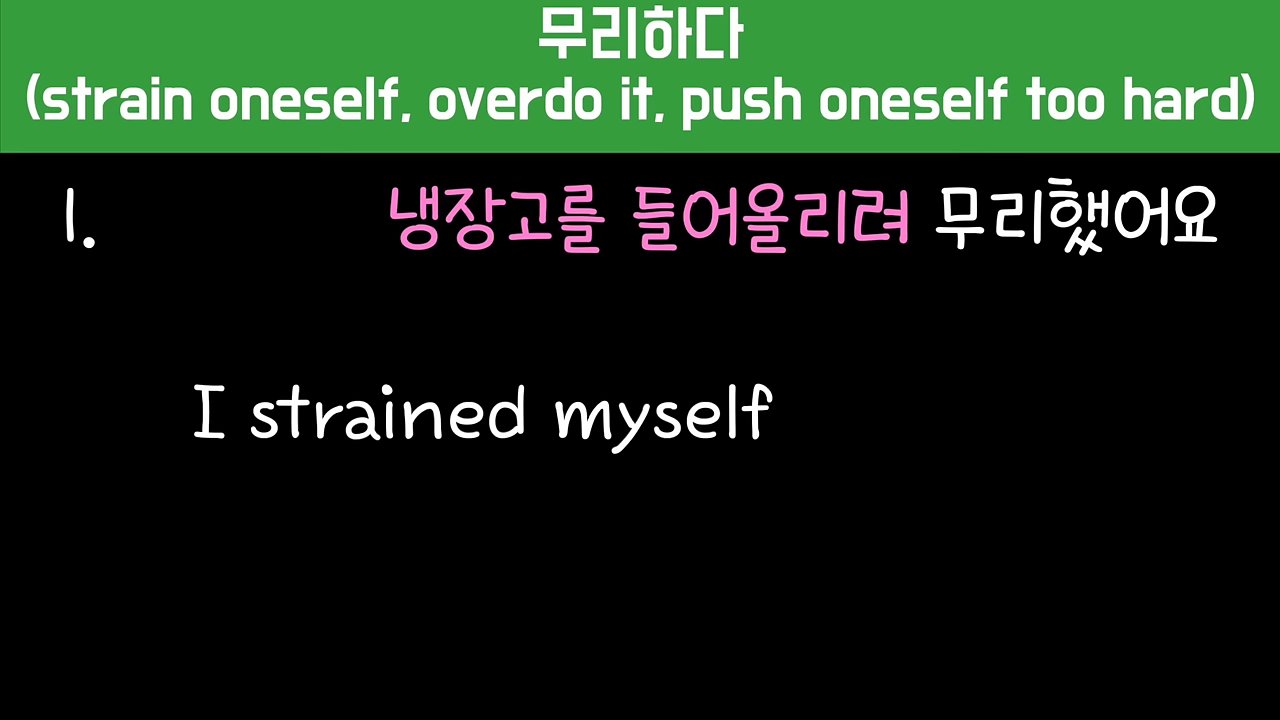 무리하다
(strain oneself, overdo it, push oneself too hard)
1. 냉장고를 들어올리려 무리했어요
I strained myself